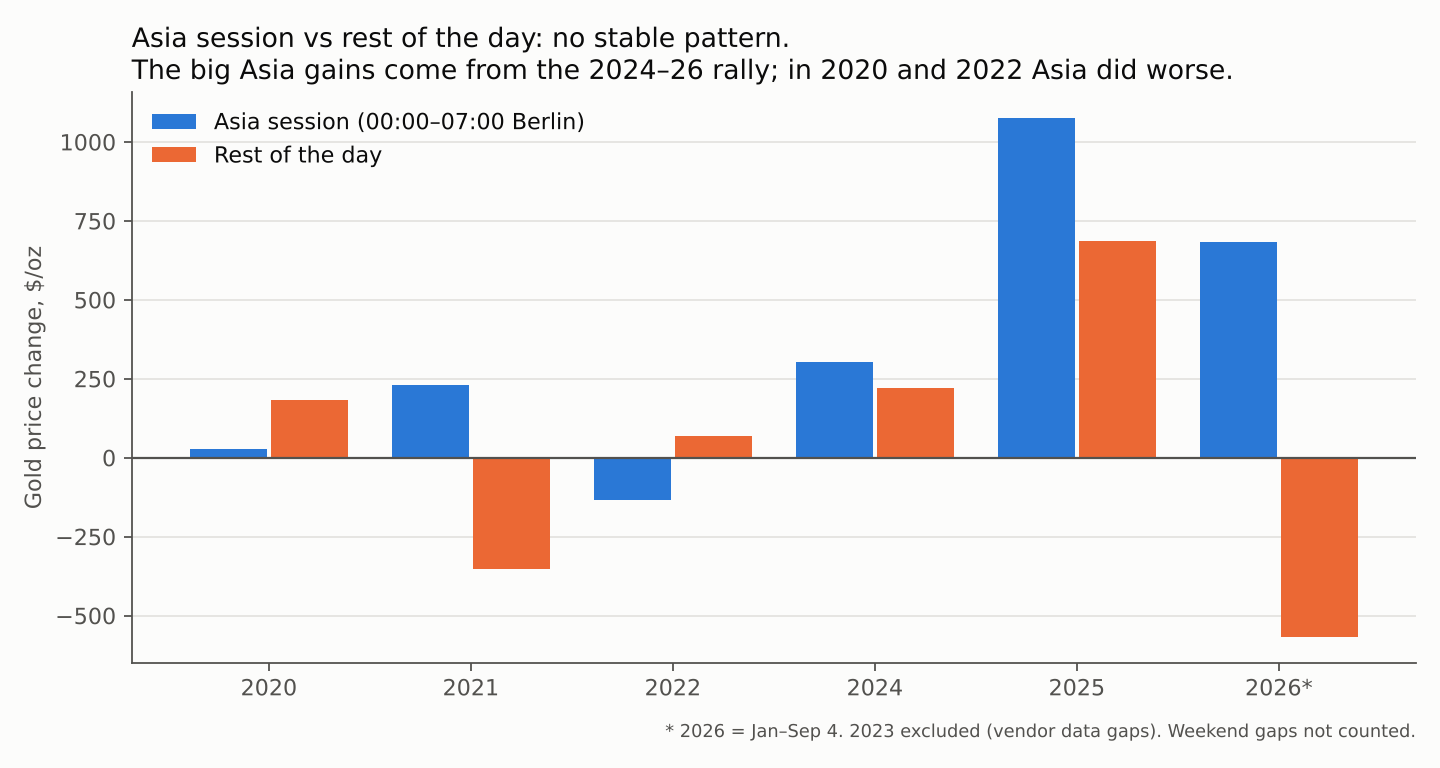 Asia session vs rest of the day: no stable pattern.
The big Asia gains come from the 2024–26 rally; in 2020 and 2022 Asia did worse.
Asia session (00:00–07:00 Berlin)
Rest of the day
Gold price change, $/oz
1000
750
500
250
0
−250
−500
2020 2021 2022 2024 2025 2026*
* 2026 = Jan–Sep 4. 2023 excluded (vendor data gaps). Weekend gaps not counted.